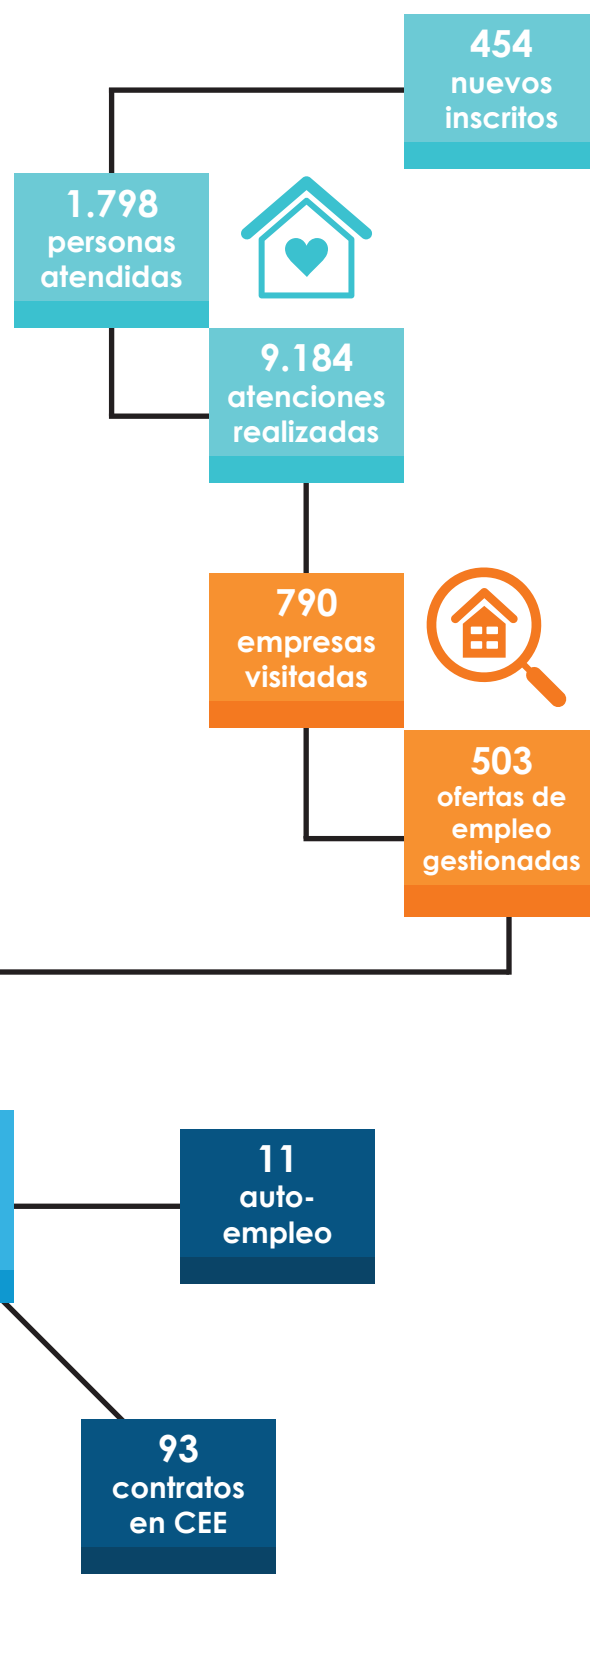 454
nuevos
inscritos
1.798
personas
atendidas
9.184
atenciones
realizadas
790
empresas
visitadas
503
ofertas de
empleo
gestionadas
11
auto-
empleo
93
contratos
en CEE